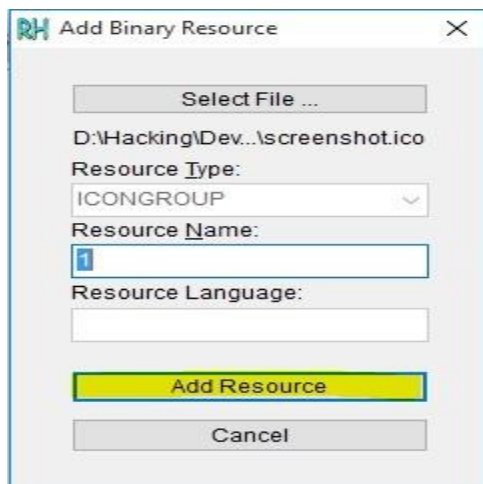 RH Add Binary Resource
Select File ...
D:\Hacking\Dev...\screenshot.ico
Resource Type:
ICONGROUP
Resource Name:
1
Resource Language:
Add Resource
Cancel